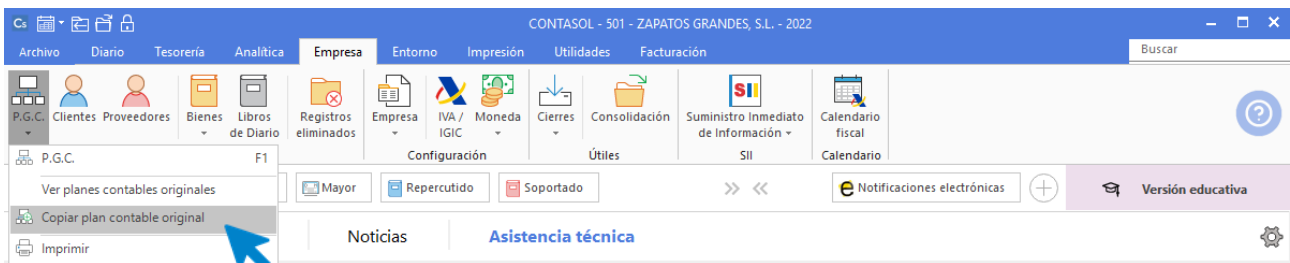 Cs CONTASOL - 501 - ZAPATOS GRANDES, S.L. - 2022
Archivo Diario Tesorería Analítica Empresa Entorno Impresión Utilidades Facturación Buscar
P.G.C. Clientes Proveedores Bienes Libros de Diario Registros eliminados Empresa IVA / IGIC Moneda Cierres Consolidación SII Suministro Inmediato de Información Calendario fiscal
Configuración Útiles SII Calendario
P.G.C. F1
Ver planes contables originales
Copiar plan contable original
Imprimir
Mayor Repercutido Soportado Notificaciones electrónicas Versión educativa
Noticias Asistencia técnica